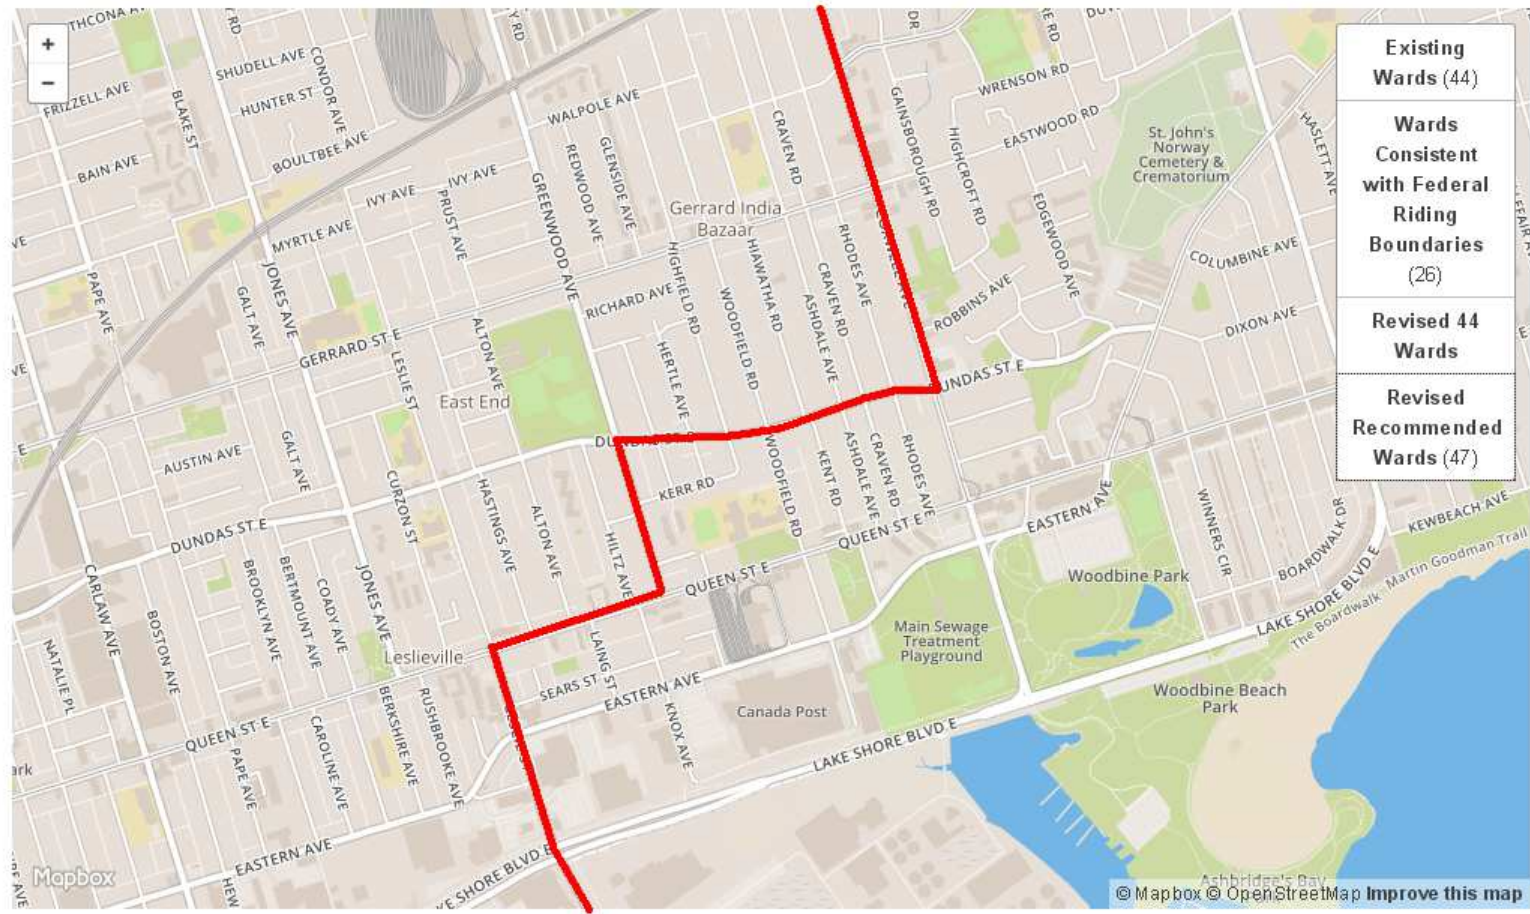 +
−
SHUDELL AVE
CONDOR AVE
HUNTER ST
FRIZZELL AVE
BLAKE ST
BOULTBEE AVE
BAIN AVE
WALPOLE AVE
GLENSIDE AVE
REDWOOD AVE
GREENWOOD AVE
IVY AVE
IVY AVE
PRUST AVE
MYRTLE AVE
CRAVEN RD
GAINSBOROUGH RD
HIGHCROFT RD
WRENSON RD
EASTWOOD RD
EDGEWOOD AVE
St. John's
Norway
Cemetery &
Crematorium
HASLETT AVE
COLUMBINE AVE
DIXON AVE
ROBBINS AVE
Gerrard India
Bazaar
RHODES AVE
CRAVEN RD
ASHDALE AVE
HIAWATHA RD
WOODFIELD RD
HIGHFIELD RD
HERTLE AVE
RICHARD AVE
PAPE AVE
JONES AVE
GALT AVE
GERRARD ST E
LESLIE ST
ALTON AVE
East End
DUNDAS ST E
AUSTIN AVE
GALT AVE
CURZON ST
HASTINGS AVE
ALTON AVE
HILTZ AVE
KERR RD
WOODFIELD RD
KENT RD
ASHDALE AVE
CRAVEN RD
RHODES AVE
QUEEN ST E
EASTERN AVE
WINNERS CIR
BOARDWALK DR
KEWBEACH AVE
Martin Goodman Trail
The Boardwalk
LAKE SHORE BLVD E
Woodbine Park
Woodbine Beach
Park
Main Sewage
Treatment
Playground
DUNDAS ST E
CARLAW AVE
BOSTON AVE
BROOKLYN AVE
BERTMOUNT AVE
COADY AVE
JONES AVE
NATALIE PL
Leslieville
QUEEN ST E
LAING ST
SEARS ST
EASTERN AVE
KNOX AVE
Canada Post
LAKE SHORE BLVD E
QUEEN ST E
PAPE AVE
CAROLINE AVE
BERKSHIRE AVE
RUSHBROOKE AVE
EASTERN AVE
Ashbridge's Bay
Mapbox
Existing
Wards (44)
Wards
Consistent
with Federal
Riding
Boundaries
(26)
Revised 44
Wards
Revised
Recommended
Wards (47)
© Mapbox © OpenStreetMap Improve this map